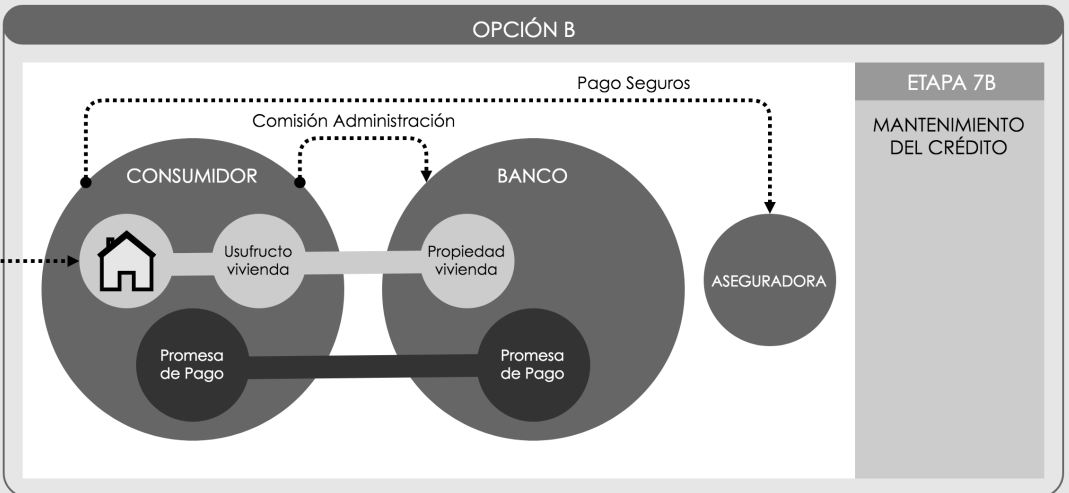 OPCIÓN B
Pago Seguros
ETAPA 7B
Comisión Administración
MANTENIMIENTO
DEL CRÉDITO
CONSUMIDOR
BANCO
Usufructo
vivienda
Propiedad
vivienda
ASEGURADORA
Promesa
de Pago
Promesa
de Pago